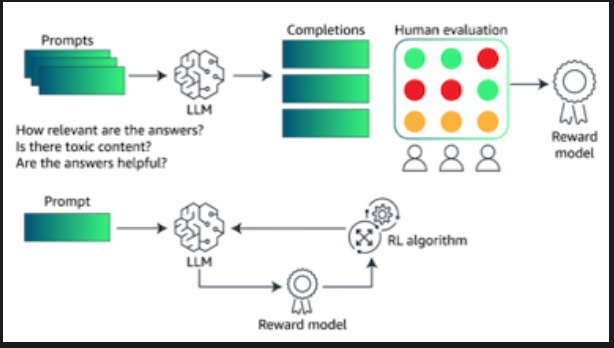 Prompts
LLM
Completions
Human evaluation
Reward
model
How relevant are the answers?
Is there toxic content?
Are the answers helpful?
Prompt
LLM
RL algorithm
Reward model